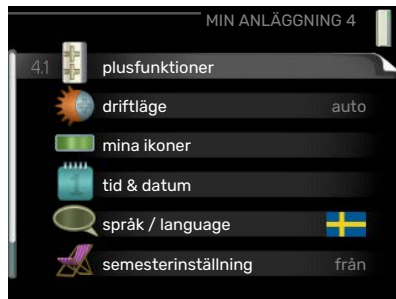 MIN ANLÄGGNING 4
4.1 plusfunktioner
driftläge auto
mina ikoner
tid & datum
språk / language
semesterinställning från